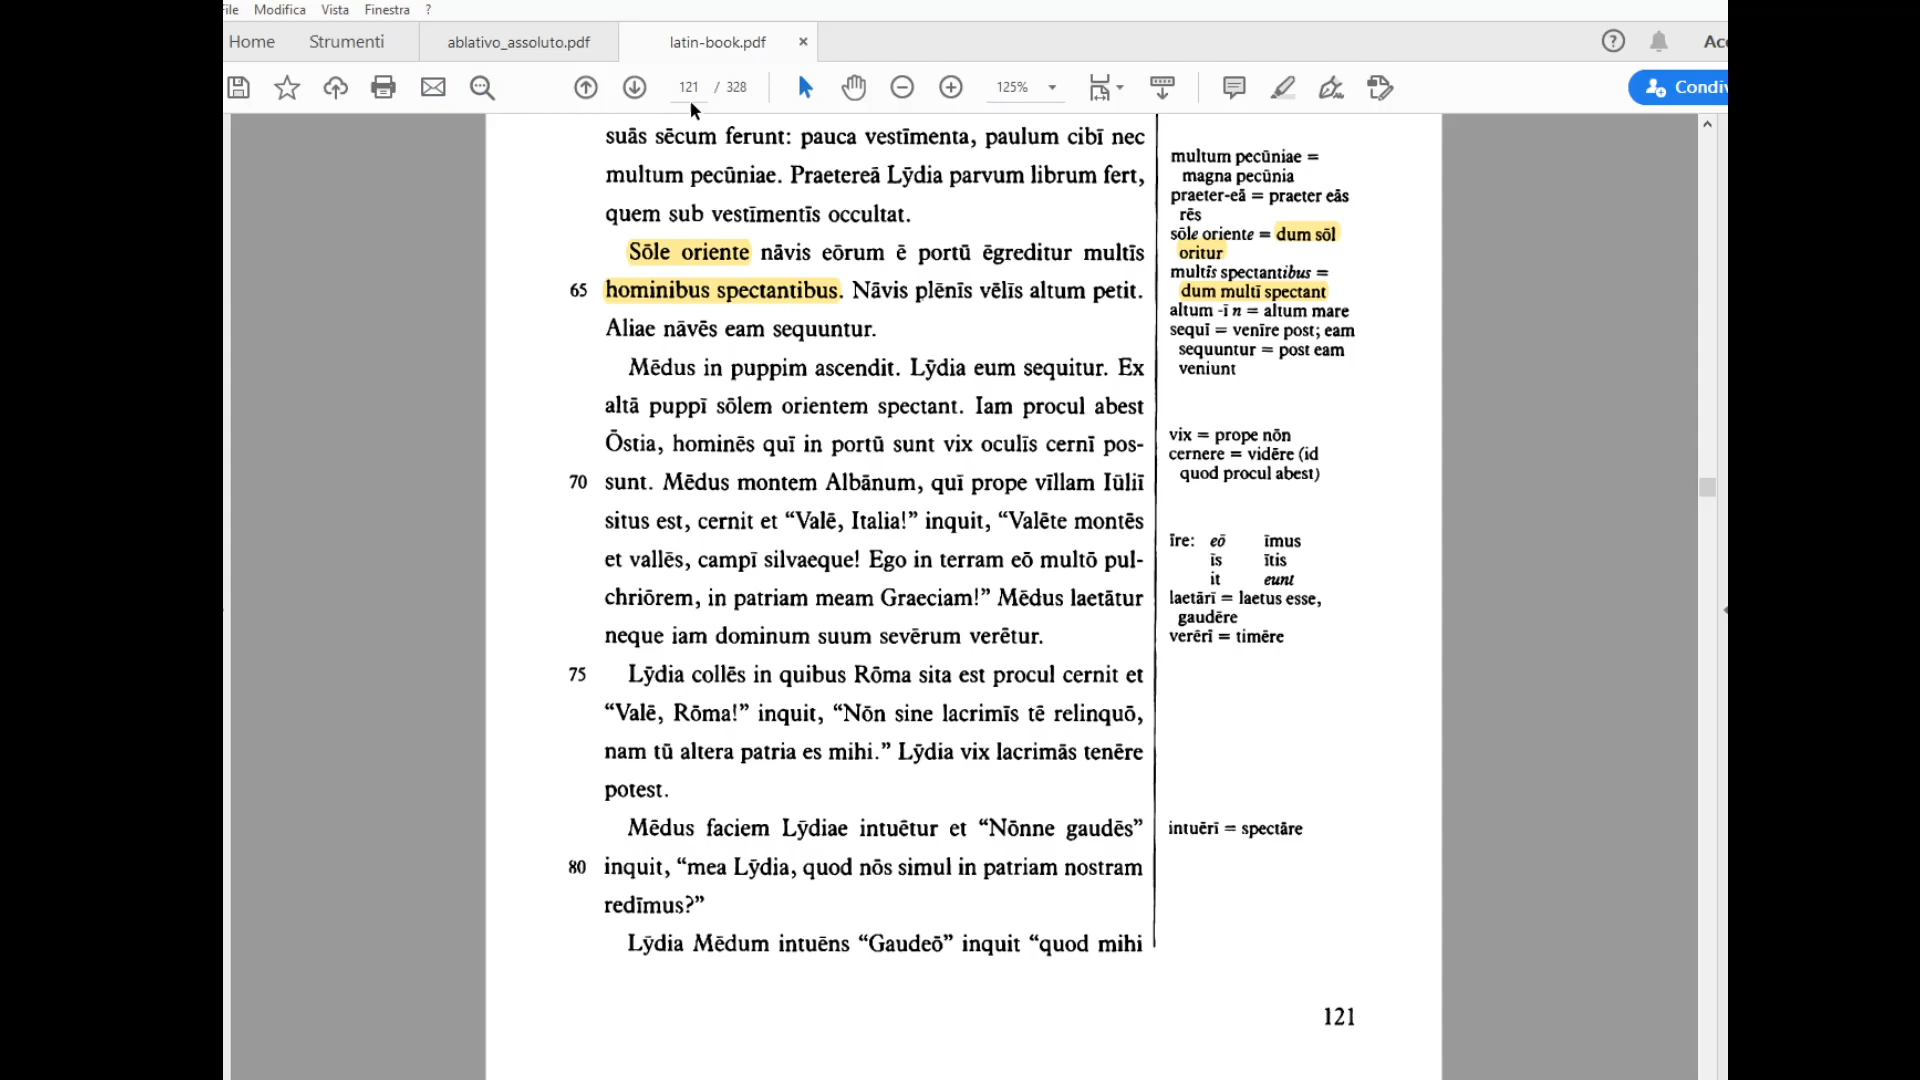 File Modifica Vista Finestra ?
Home Strumenti ablativo_assoluto.pdf latin-book.pdf ×
121 / 328 125%
suās sēcum ferunt: pauca vestīmenta, paulum cibī nec
multum pecūniae. Praetereā Lȳdia parvum librum fert,
quem sub vestīmentīs occultat.
Sōle oriente nāvis eōrum ē portū ēgreditur multīs
65 hominibus spectantibus. Nāvis plēnīs vēlīs altum petit.
Aliae nāvēs eam sequuntur.
Mēdus in puppim ascendit. Lȳdia eum sequitur. Ex
altā puppī sōlem orientem spectant. Iam procul abest
Ōstia, hominēs quī in portū sunt vix oculīs cernī pos-
70 sunt. Mēdus montem Albānum, quī prope vīllam Iūliī
situs est, cernit et “Valē, Italia!” inquit, “Valēte montēs
et vallēs, campī silvaeque! Ego in terram eō multō pul-
chriōrem, in patriam meam Graeciam!” Mēdus laetātur
neque iam dominum suum sevērum verētur.
75 Lȳdia collēs in quibus Rōma sita est procul cernit et
“Valē, Rōma!” inquit, “Nōn sine lacrimīs tē relinquō,
nam tū altera patria es mihi.” Lȳdia vix lacrimās tenēre
potest.
Mēdus faciem Lȳdiae intuētur et “Nōnne gaudēs”
80 inquit, “mea Lȳdia, quod nōs simul in patriam nostram
redīmus?”
Lȳdia Mēdum intuēns “Gaudeō” inquit “quod mihi
multum pecūniae =
magna pecūnia
praeter-eā = praeter eās
rēs
sōle oriente = dum sōl
oritur
multīs spectantibus =
dum multī spectant
altum -ī n = altum mare
sequī = venīre post; eam
sequuntur = post eam
veniunt
vix = prope nōn
cernere = vidēre (id
quod procul abest)
īre: eō īmus
īs ītis
it eunt
laetārī = laetus esse,
gaudēre
verērī = timēre
intuērī = spectāre
121